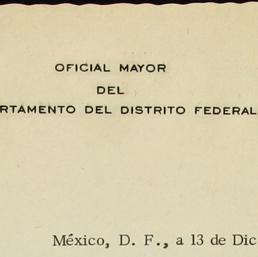 OFICIAL MAYOR
DEL
RTAMENTO DEL DISTRITO FEDERAL
México, D. F., a 13 de Dic